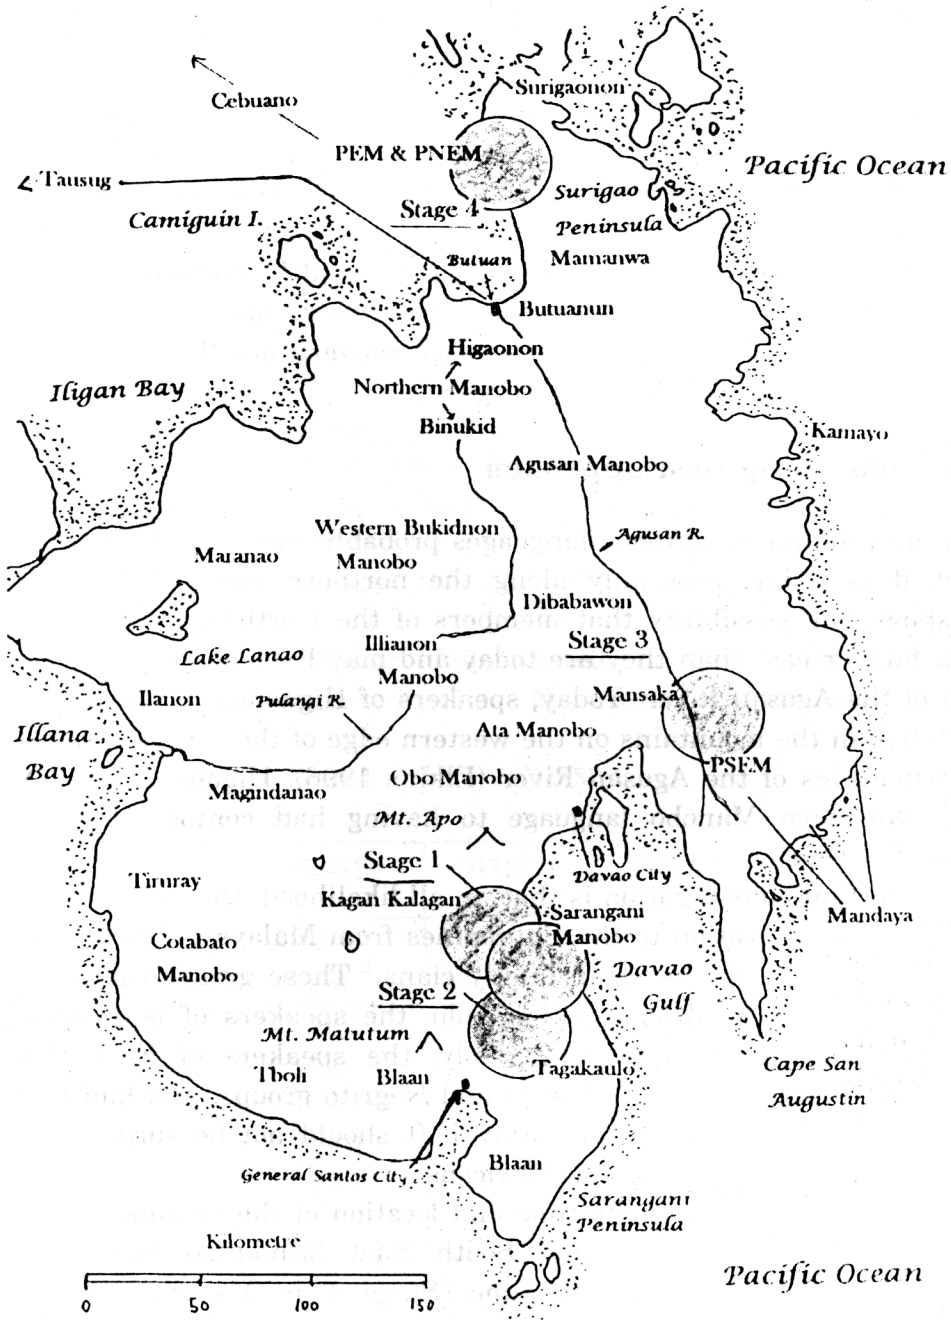 Surigaonon
Cebuano
PEM & PNEM
Pacific Ocean
Tausug
Surigao
Peninsula
Camiguin I.
Stage 4
Butuan
Mamanwa
Butuanun
Higaonon
Northern Manobo
Iligan Bay
Binukid
Kamayo
Agusan Manobo
Western Bukidnon
Manobo
Agusan R.
Maranao
Dibabawon
Stage 3
Illianon
Manobo
Lake Lanao
Mansaka
Ilanon
Pulangi R.
Ata Manobo
Illana
Bay
PSEM
Obo Manobo
Magindanao
Mt. Apo
Stage 1
Davao City
Tiruray
Kagan Kalagan
Sarangani
Manobo
Mandaya
Cotabato
Manobo
Davao
Gulf
Stage 2
Mt. Matutum
Tboli
Blaan
Tagakaulo
Cape San
Augustin
Blaan
General Santos City
Sarangani
Peninsula
Kilometre
Pacific Ocean
0 50 100 150